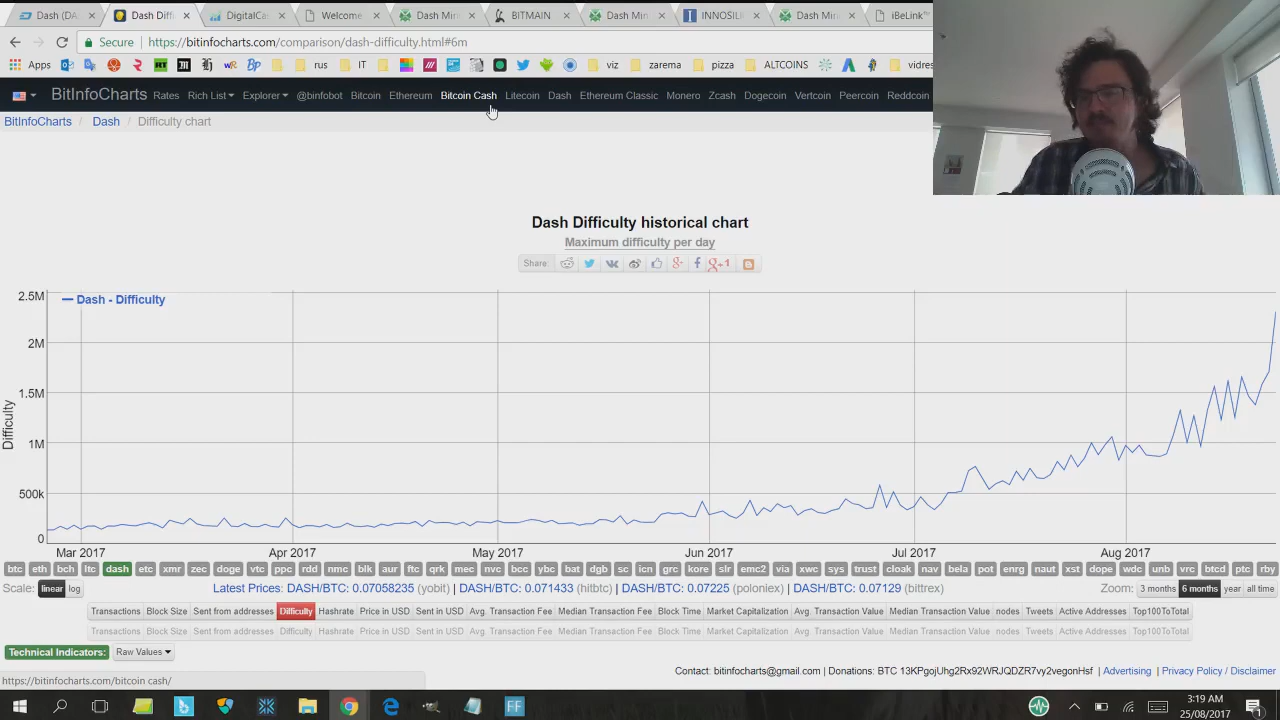 Dash (DA
Dash Diff
DigitalCas
Welcome
Dash Mini
BITMAIN
Dash Min
INNOSIL
Dash Mini
iBeLink™
Secure
https://bitinfocharts.com/comparison/dash-difficulty.html#6m
Apps
rus
IT
viz
zarema
pizza
ALTCOINS
vidres
BitInfoCharts Rates Rich List Explorer @binfobot Bitcoin Ethereum Bitcoin Cash Litecoin Dash Ethereum Classic Monero Zcash Dogecoin Vertcoin Peercoin Reddcoin
BitInfoCharts / Dash / Difficulty chart
Dash Difficulty historical chart
Maximum difficulty per day
Share:
Dash - Difficulty
2.5M
2M
1.5M
1M
500k
0
Difficulty
Mar 2017 Apr 2017 May 2017 Jun 2017 Jul 2017 Aug 2017
btc eth bch ltc dash etc xmr zec doge vtc ppc rdd nmc blk aur ftc qrk mec nvc bcc ybc bat dgb sc icn grc kore slr emc2 via xwc sys trust cloak nav bela pot enrg naut xst dope wdc unb btcd ptc rby
Scale: linear log
Latest Prices: DASH/BTC: 0.07058235 (yobit) | DASH/BTC: 0.071433 (hitbtc) | DASH/BTC: 0.07225 (poloniex) | DASH/BTC: 0.07129 (bittrex)
Zoom: 3 months 6 months year all time
Transactions Block Size Sent from addresses Difficulty Hashrate Price in USD Sent in USD Avg. Transaction Fee Median Transaction Fee Block Time Market Capitalization Avg. Transaction Value Median Transaction Value nodes Tweets Active Addresses Top100ToTotal
Transactions Block Size Sent from addresses Difficulty Hashrate Price in USD Sent in USD Avg. Transaction Fee Median Transaction Fee Block Time Market Capitalization Avg. Transaction Value Median Transaction Value nodes Tweets Active Addresses Top100ToTotal
Technical Indicators: Raw Values
Contact: bitinfocharts@gmail.com | Donations: BTC 13KPgojUhg2Rx92WRJQDZR7vy2vegonHsf | Advertising | Privacy Policy / Disclaimer
https://bitinfocharts.com/bitcoin cash/
FF
3:19 AM
25/08/2017
1